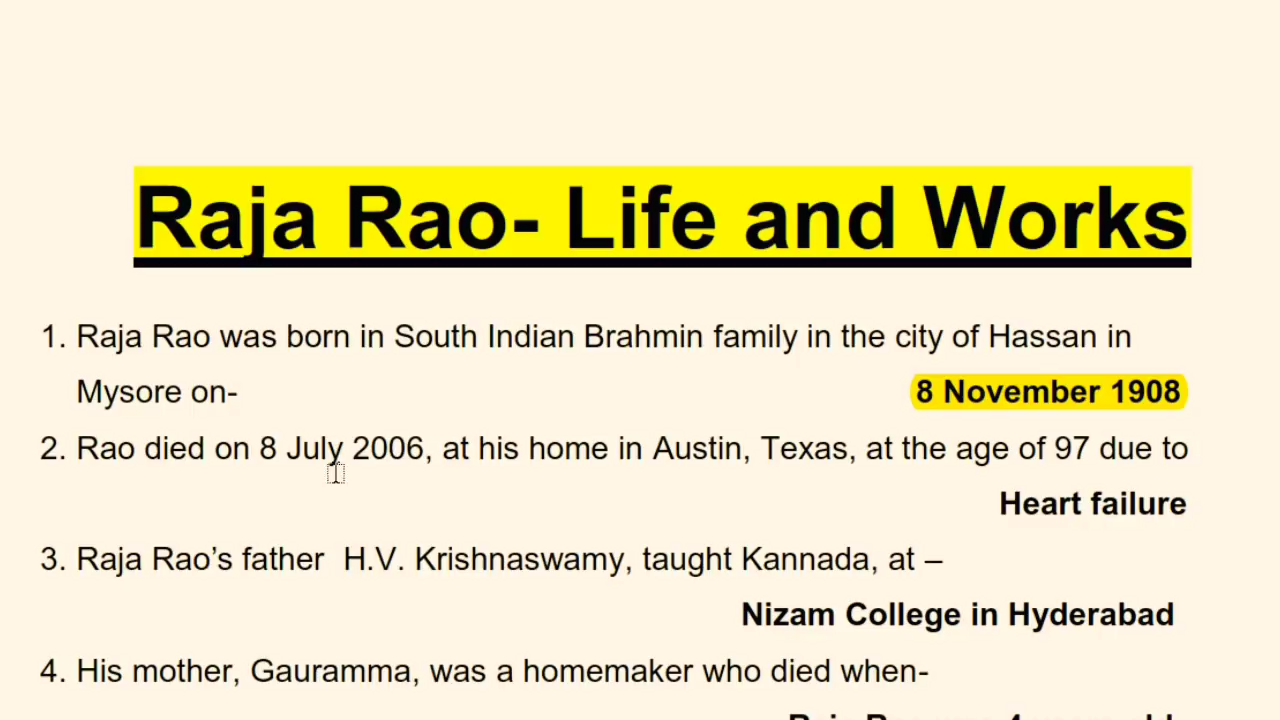 Raja Rao- Life and Works
1. Raja Rao was born in South Indian Brahmin family in the city of Hassan in
Mysore on- 8 November 1908
2. Rao died on 8 July 2006, at his home in Austin, Texas, at the age of 97 due to
Heart failure
3. Raja Rao’s father H.V. Krishnaswamy, taught Kannada, at –
Nizam College in Hyderabad
4. His mother, Gauramma, was a homemaker who died when-